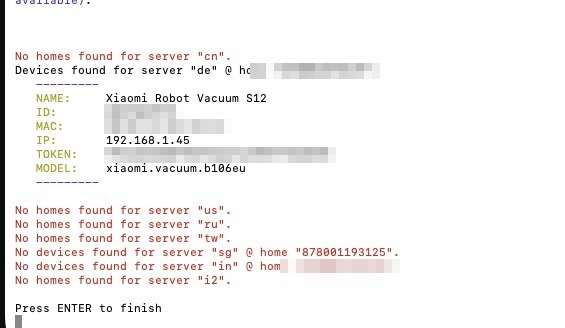 available).
No homes found for server "cn".
Devices found for server "de" @ ho
----------
NAME: Xiaomi Robot Vacuum S12
ID:
MAC:
IP: 192.168.1.45
TOKEN:
MODEL: xiaomi.vacuum.b106eu
----------
No homes found for server "us".
No homes found for server "ru".
No homes found for server "tw".
No devices found for server "sg" @ home "878001193125".
No devices found for server "in" @ hom
No homes found for server "i2".
Press ENTER to finish